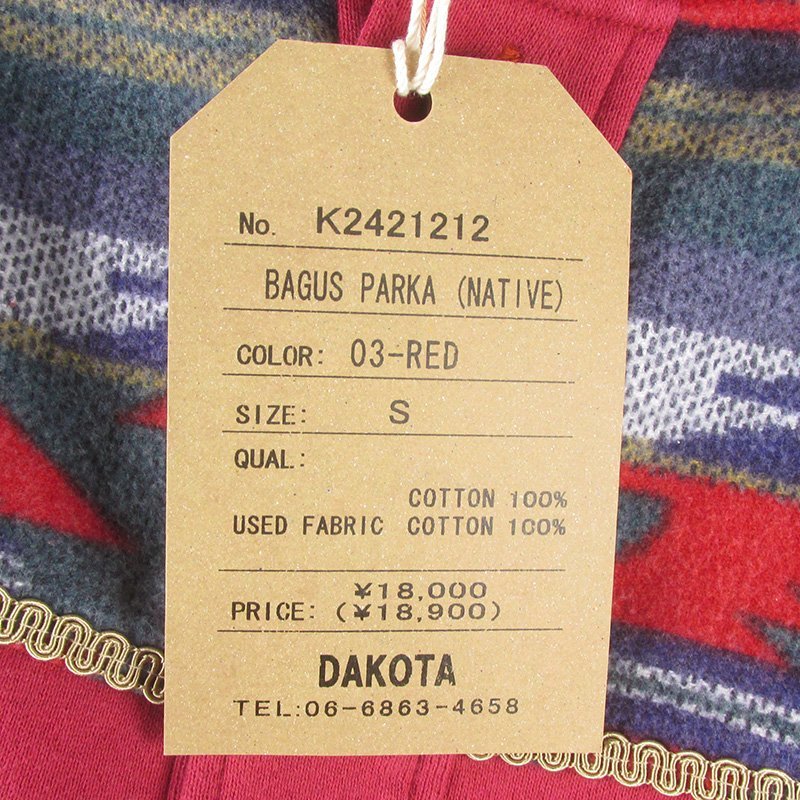 No. K2421212
BAGUS PARKA (NATIVE)
COLOR: 03-RED
SIZE: S
QUAL:
COTTON 100%
USED FABRIC COTTON 100%
¥18,000
PRICE: (¥18,900)
DAKOTA
TEL:06-6863-4658